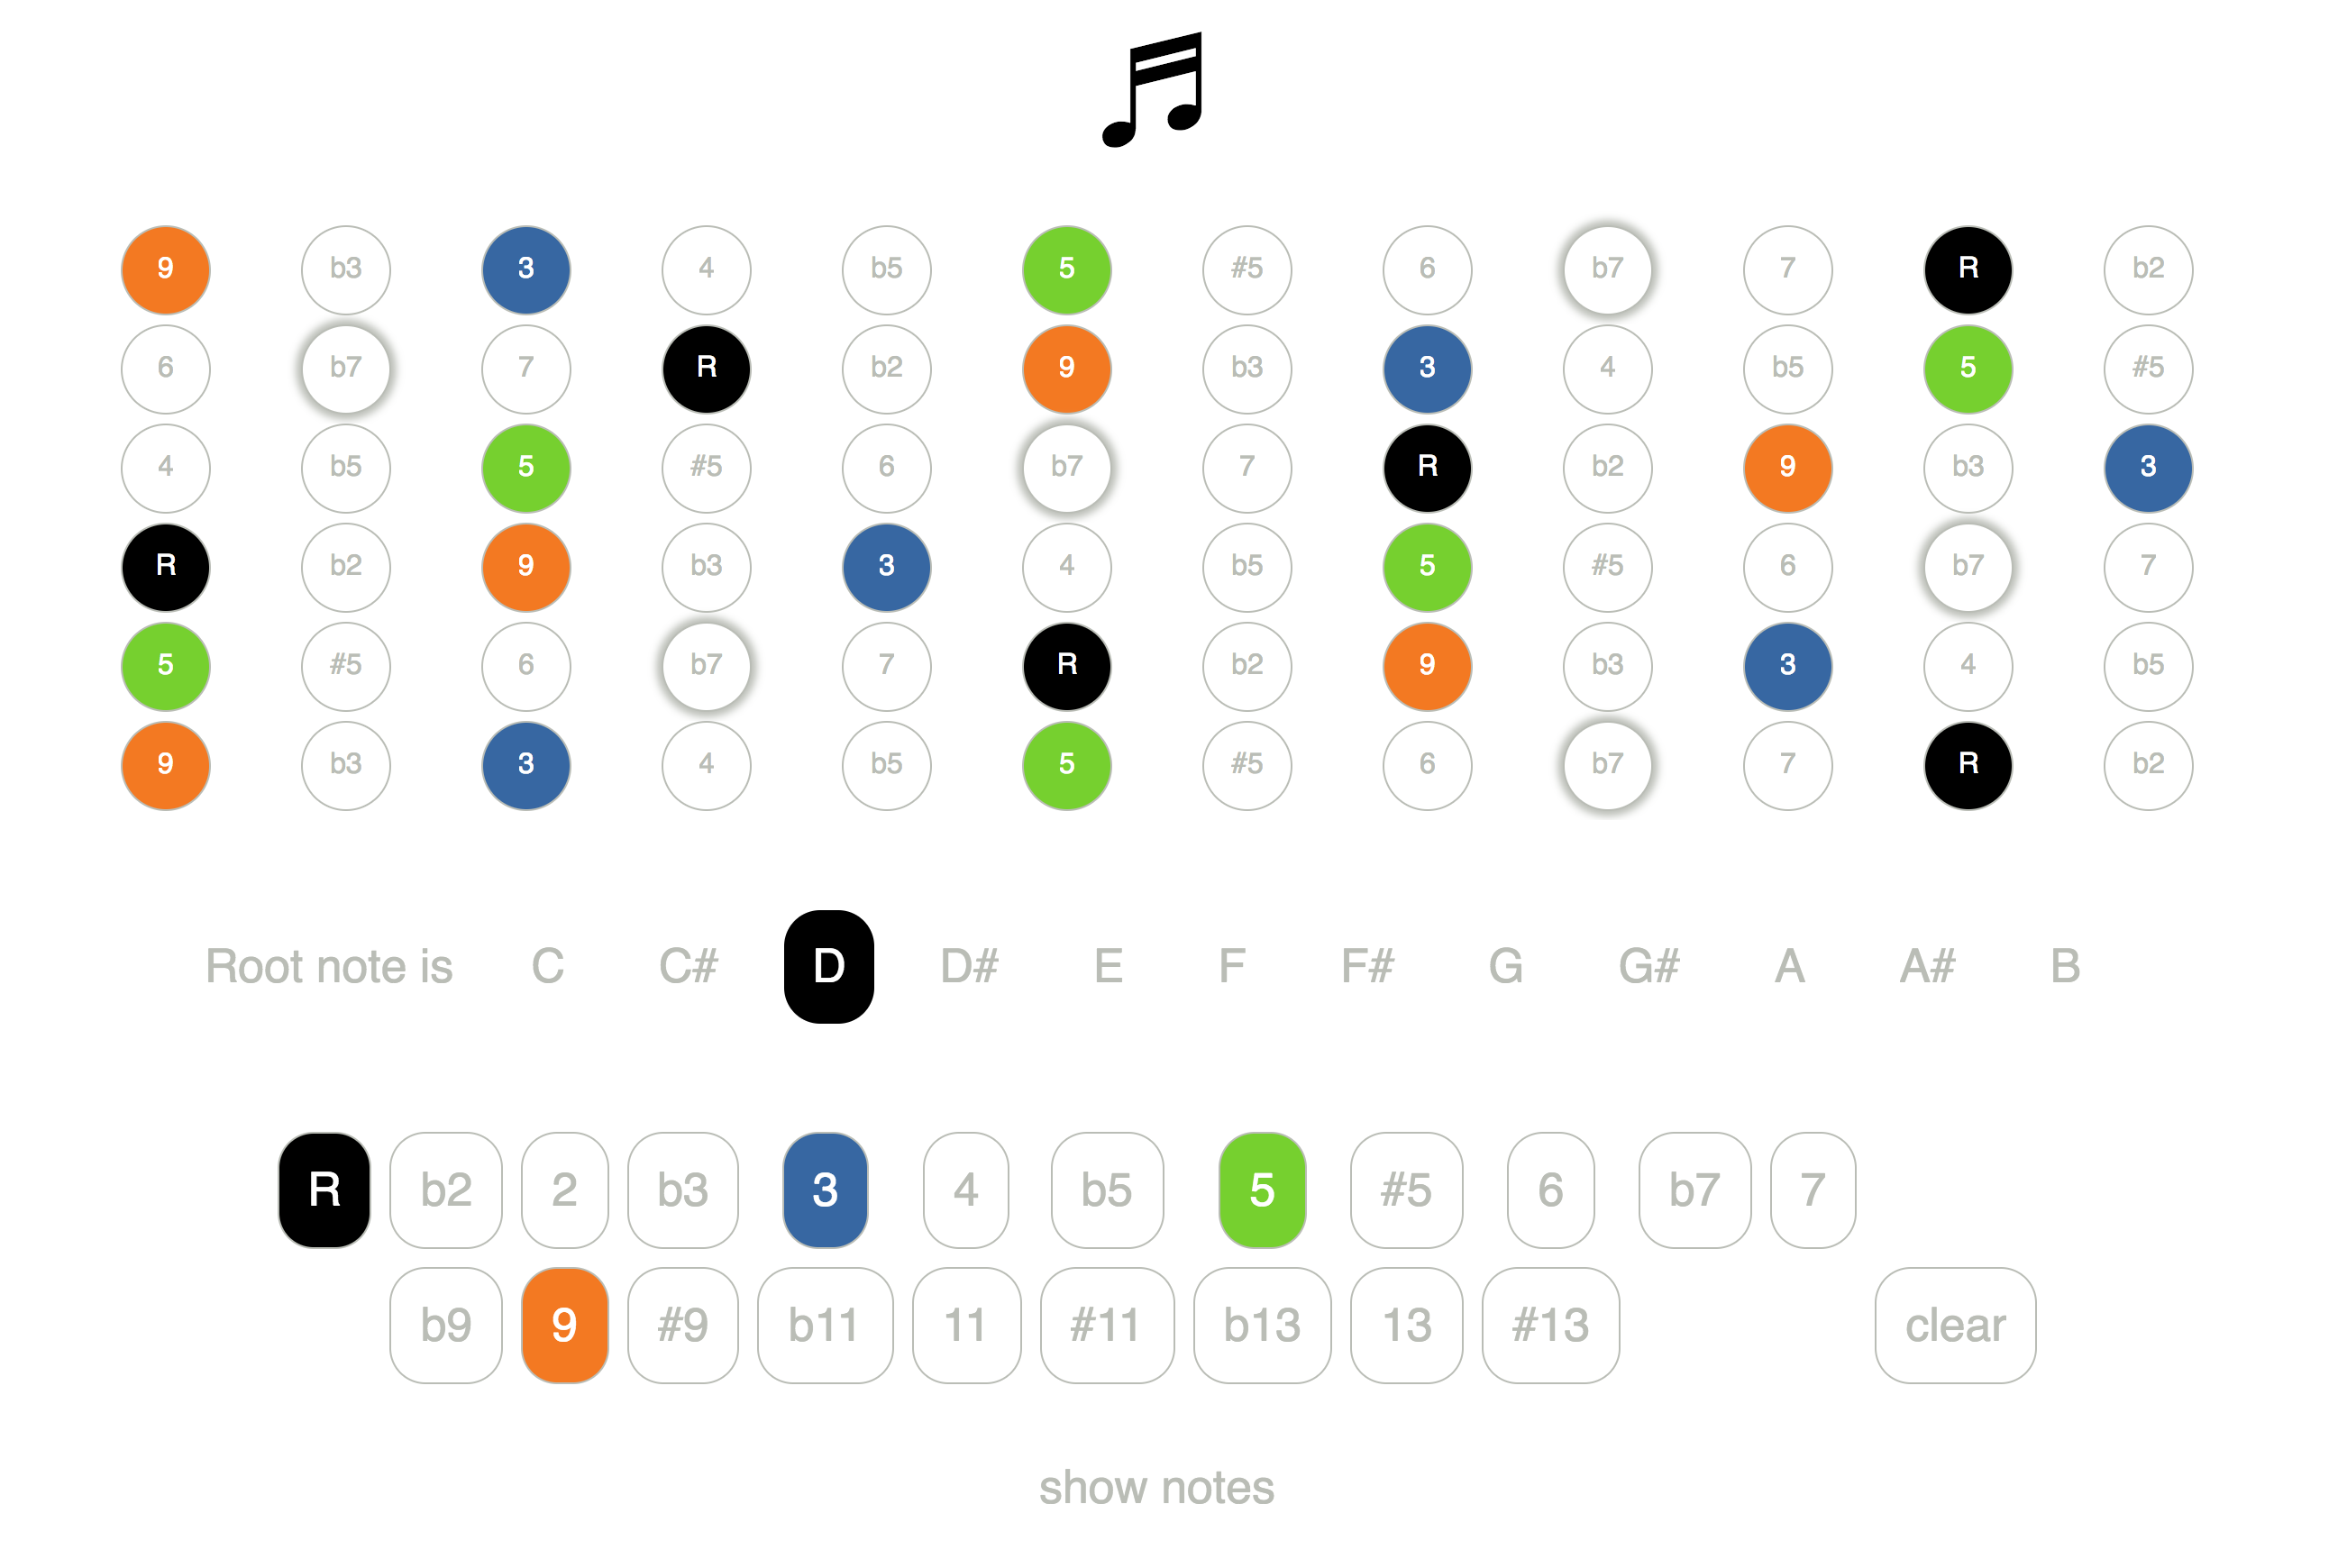 9 b3 3 4 b5 5 #5 6 b7 7 R b2
6 b7 7 R b2 9 b3 3 4 b5 5 #5
4 b5 5 #5 6 b7 7 R b2 9 b3 3
R b2 9 b3 3 4 b5 5 #5 6 b7 7
5 #5 6 b7 7 R b2 9 b3 3 4 b5
9 b3 3 4 b5 5 #5 6 b7 7 R b2
Root note is C C# D D# E F F# G G# A A# B
R b2 2 b3 3 4 b5 5 #5 6 b7 7
b9 9 #9 b11 11 #11 b13 13 #13 clear
show notes